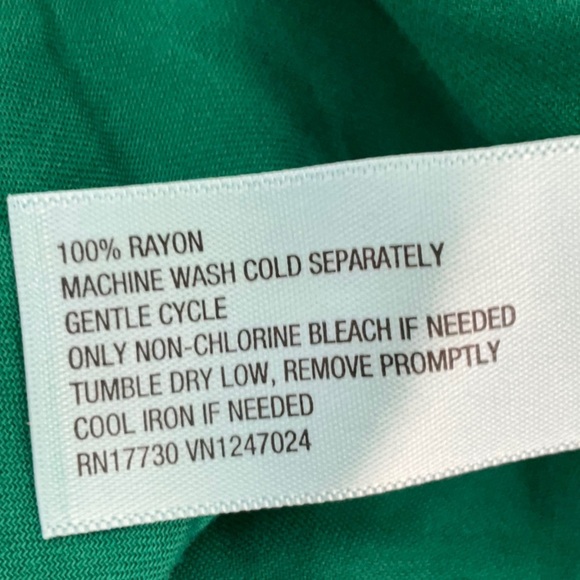 100% RAYON
MACHINE WASH COLD SEPARATELY
GENTLE CYCLE
ONLY NON-CHLORINE BLEACH IF NEEDED
TUMBLE DRY LOW, REMOVE PROMPTLY
COOL IRON IF NEEDED
RN17730 VN1247024